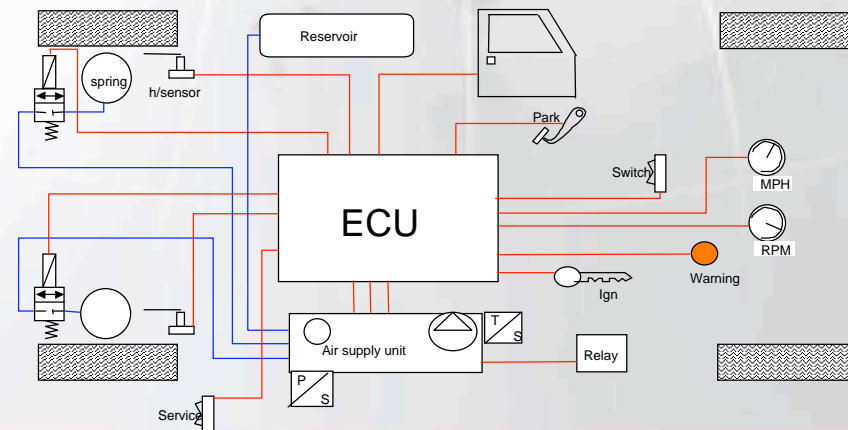 Reservoir
spring
h/sensor
Park
Switch
MPH
ECU
RPM
Warning
Ign
T
S
Air supply unit
Relay
P
S
Service